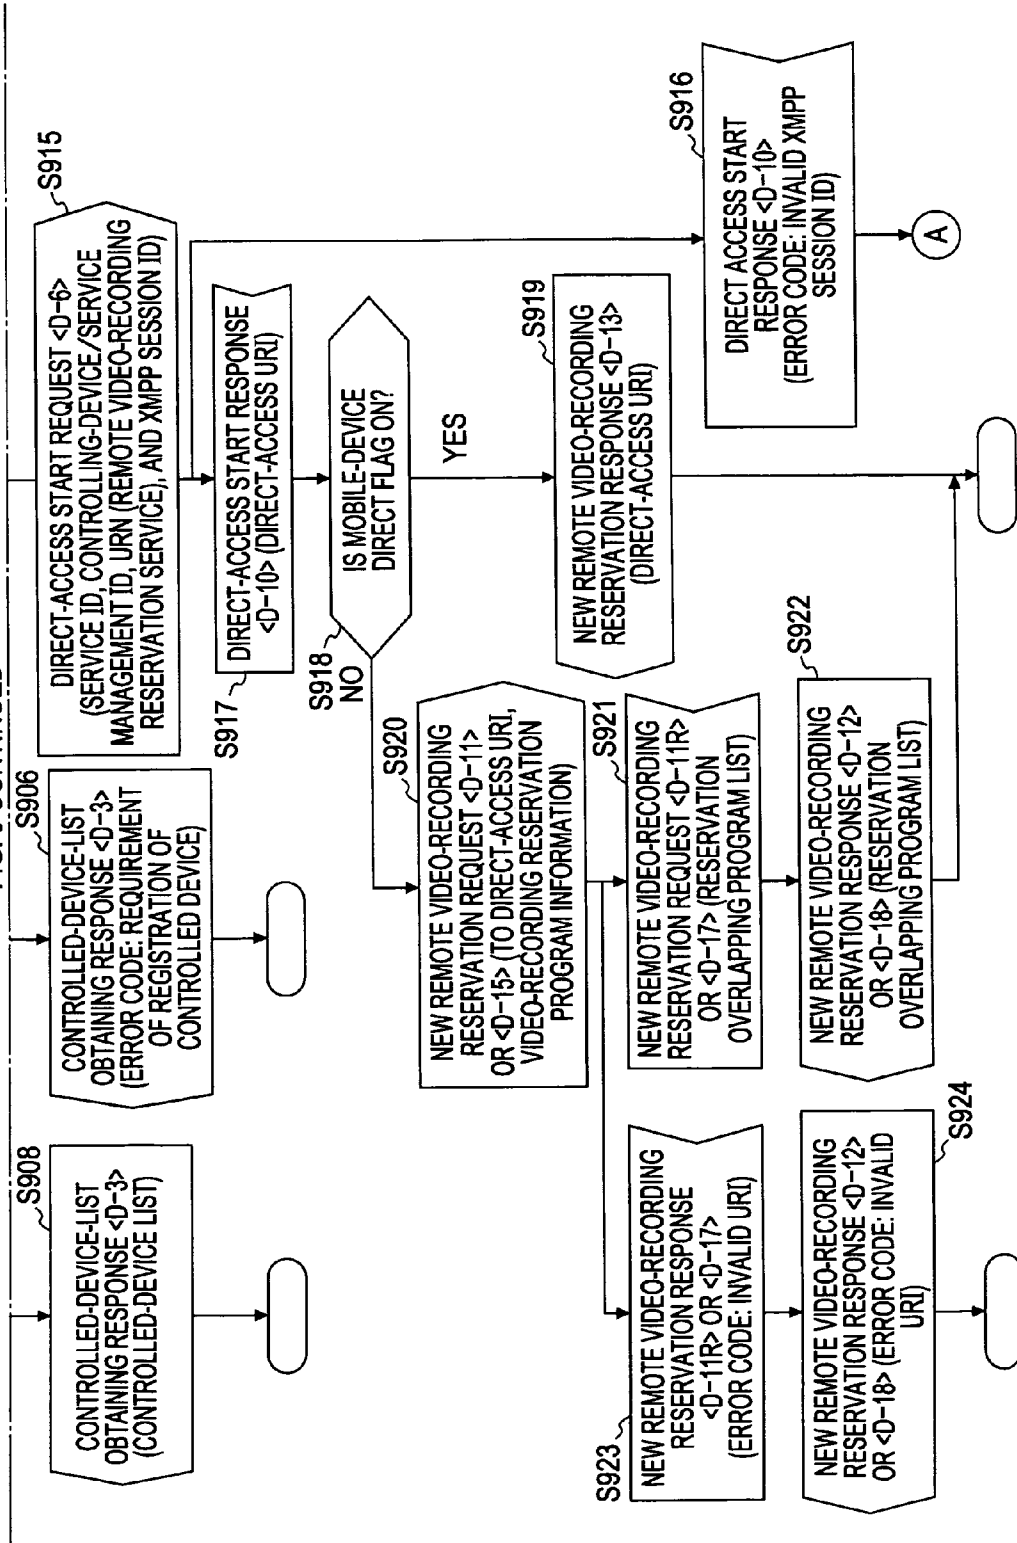 S908
CONTROLLED-DEVICE-LIST
OBTAINING RESPONSE <D-3>
(CONTROLLED-DEVICE LIST)
S906
CONTROLLED-DEVICE-LIST
OBTAINING RESPONSE <D-3>
(ERROR CODE: REQUIREMENT
OF REGISTRATION OF
CONTROLLED DEVICE)
S915
DIRECT-ACCESS START REQUEST <D-6>
(SERVICE ID, CONTROLLING-DEVICE/SERVICE
MANAGEMENT ID, URN (REMOTE VIDEO-RECORDING
RESERVATION SERVICE), AND XMPP SESSION ID)
S917
DIRECT-ACCESS START RESPONSE
<D-10> (DIRECT-ACCESS URI)
S918
IS MOBILE-DEVICE
DIRECT FLAG ON?
NO
YES
S920
NEW REMOTE VIDEO-RECORDING
RESERVATION REQUEST <D-11>
OR <D-15> (TO DIRECT-ACCESS URI,
VIDEO-RECORDING RESERVATION
PROGRAM INFORMATION)
S919
NEW REMOTE VIDEO-RECORDING
RESERVATION RESPONSE <D-13>
(DIRECT-ACCESS URI)
S916
DIRECT ACCESS START
RESPONSE <D-10>
(ERROR CODE: INVALID XMPP
SESSION ID)
A
S923
NEW REMOTE VIDEO-RECORDING
RESERVATION RESPONSE
<D-11R> OR <D-17>
(ERROR CODE: INVALID URI)
S921
NEW REMOTE VIDEO-RECORDING
RESERVATION REQUEST <D-11R>
OR <D-17> (RESERVATION
OVERLAPPING PROGRAM LIST)
S924
NEW REMOTE VIDEO-RECORDING
RESERVATION RESPONSE <D-12>
OR <D-18> (ERROR CODE: INVALID
URI)
S922
NEW REMOTE VIDEO-RECORDING
RESERVATION RESPONSE <D-12>
OR <D-18> (RESERVATION
OVERLAPPING PROGRAM LIST)